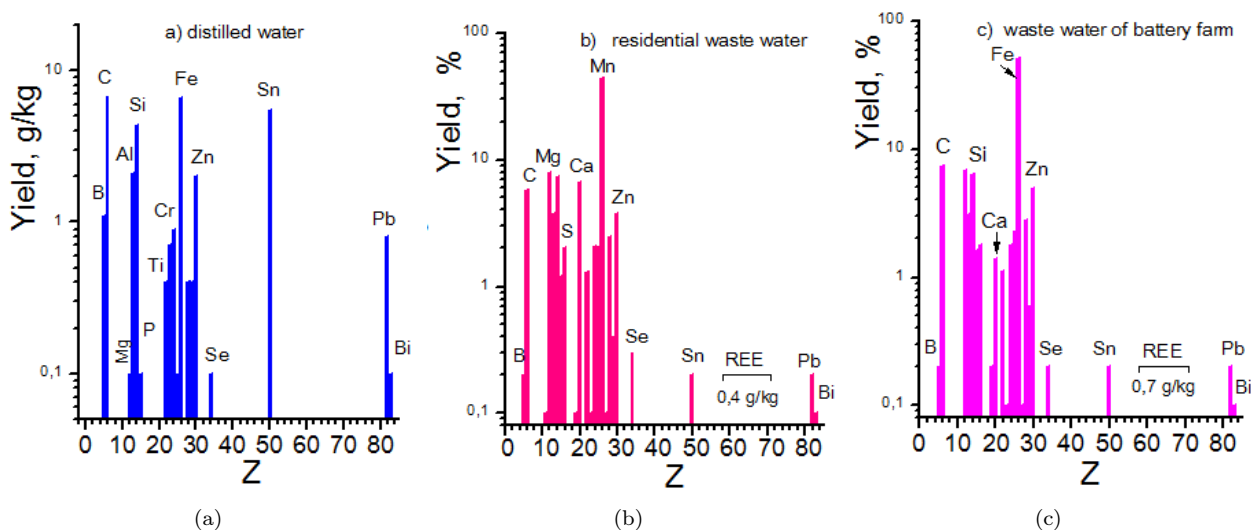 a) distilled water
Yield, g/kg
10
1
0,1
C
Si
Al
B
Mg
P
Ti
Cr
Fe
Zn
Se
Sn
Pb
Bi
0 10 20 30 40 50 60 70 80
Z
(a)
b) residential waste water
Yield, %
100
10
1
0,1
Mn
Mg
C
Ca
S
Zn
B
Se
Sn
REE
0,4 g/kg
Pb
Bi
0 10 20 30 40 50 60 70 80
Z
(b)
c) waste water of battery farm
Yield, %
100
10
1
0,1
Fe
C
Si
Zn
Ca
B
Se
Sn
REE
0,7 g/kg
Pb
Bi
0 10 20 30 40 50 60 70 80
Z
(c)